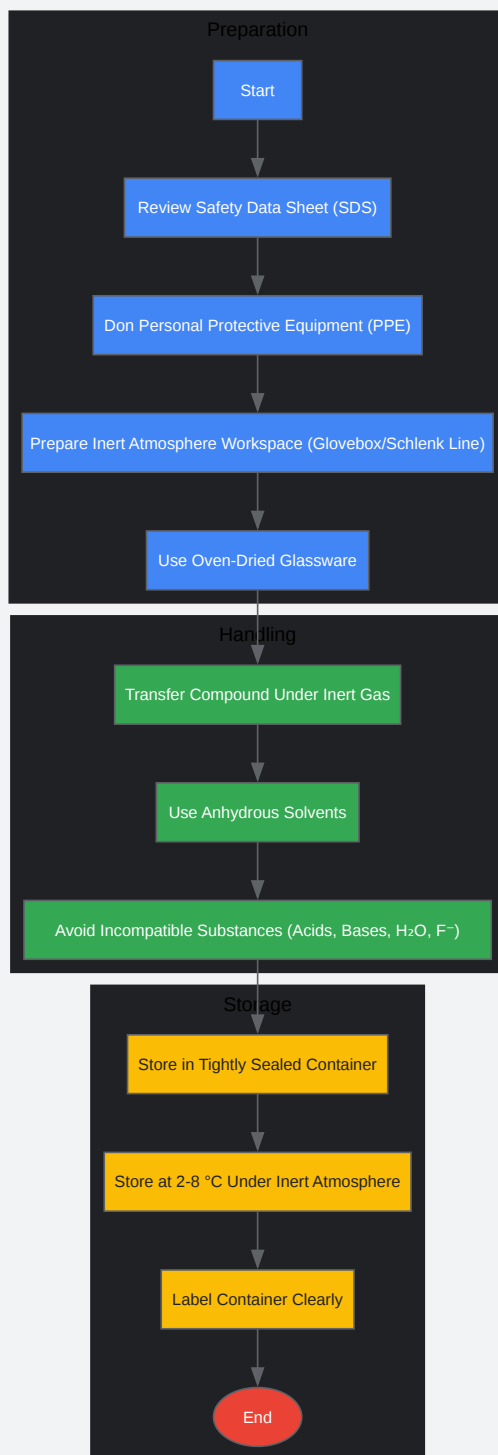 Preparation
Start
Review Safety Data Sheet (SDS)
Don Personal Protective Equipment (PPE)
Prepare Inert Atmosphere Workspace (Glovebox/Schlenk Line)
Use Oven-Dried Glassware
Handling
Transfer Compound Under Inert Gas
Use Anhydrous Solvents
Avoid Incompatible Substances (Acids, Bases, H₂O, F⁻)
Storage
Store in Tightly Sealed Container
Store at 2-8 °C Under Inert Atmosphere
Label Container Clearly
End